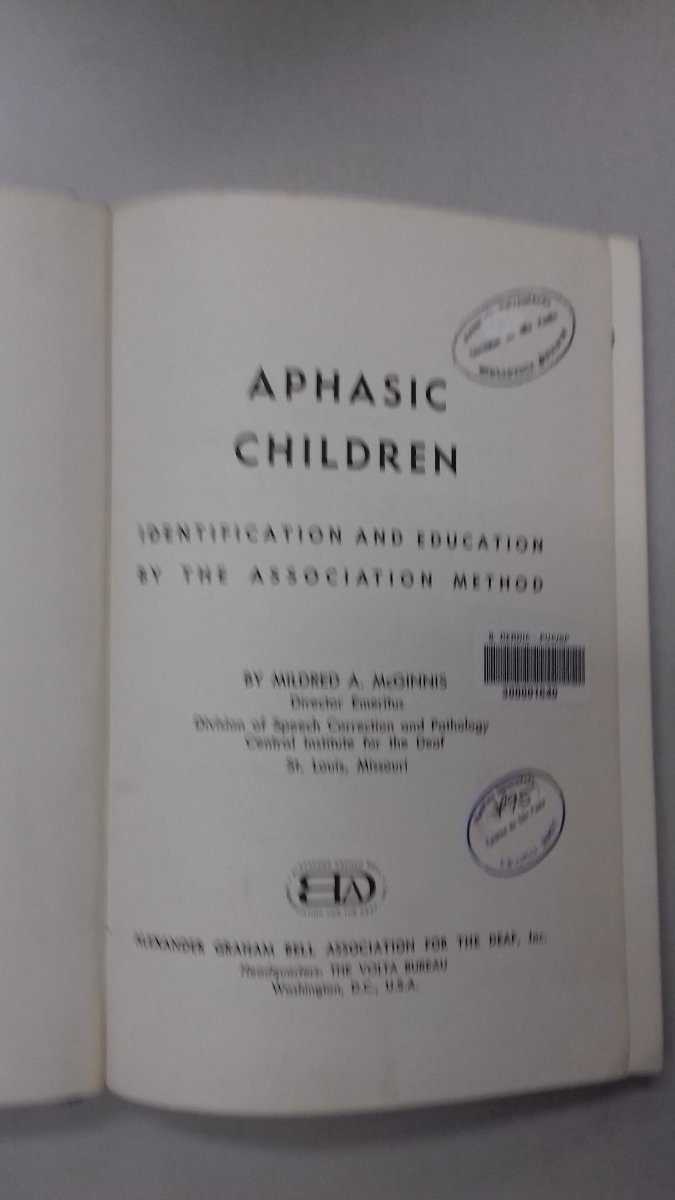 APHASIC
CHILDREN
IDENTIFICATION AND EDUCATION
BY THE ASSOCIATION METHOD
BY MILDRED A. McGINNIS
Director Emeritus
Division of Speech Correction and Pathology
Central Institute for the Deaf
St. Louis, Missouri
300001640
ALEXANDER GRAHAM BELL ASSOCIATION FOR THE DEAF, Inc.
Headquarters: THE VOLTA BUREAU
Washington, D.C., U.S.A.